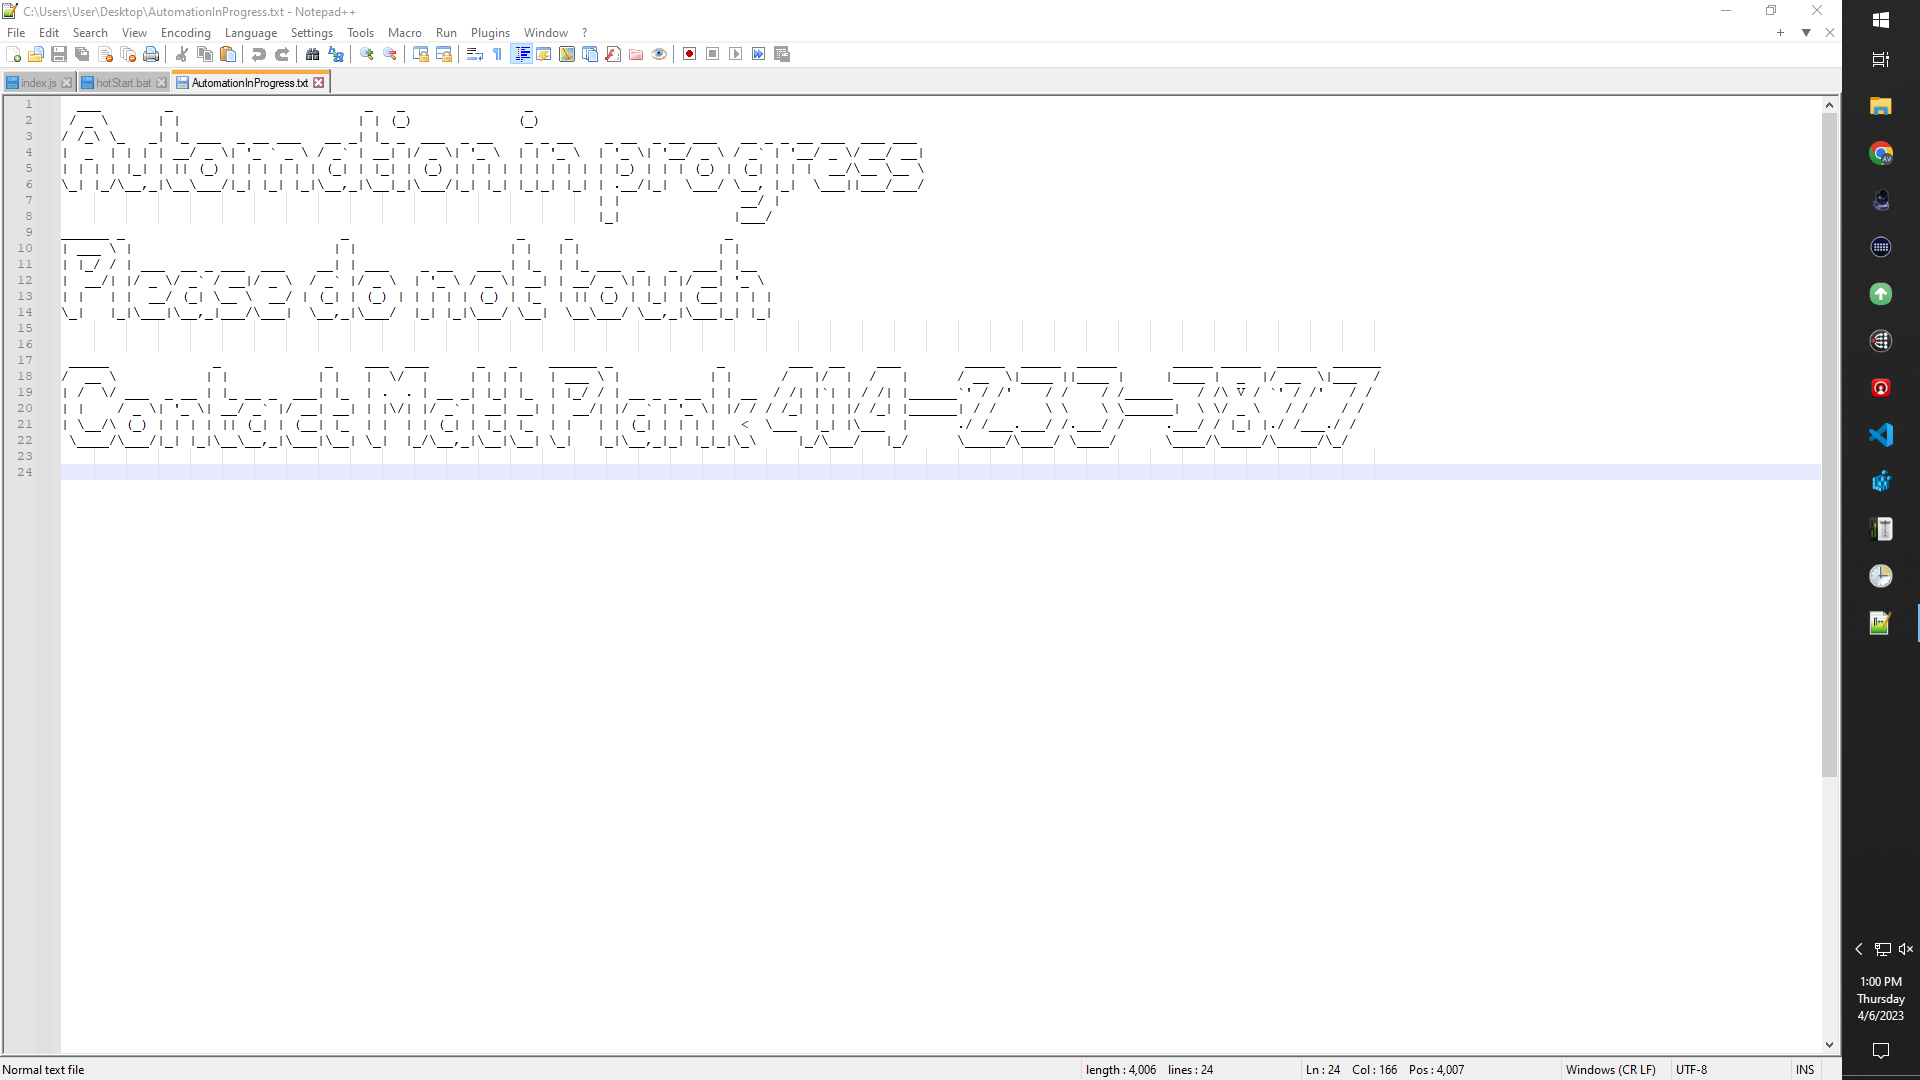 C:\Users\User\Desktop\AutomationInProgress.txt - Notepad++
File Edit Search View Encoding Language Settings Tools Macro Run Plugins Window ?
index.js hotStart.bat AutomationInProgress.txt
1
2
3
4
5
6
7
8
9
10
11
12
13
14
15
16
17
18
19
20
21
22
23
24
Automation in progress
Please do not touch
Contact Matt Plank 414-233-3827
1:00 PM
Thursday
4/6/2023
Normal text file length : 4,006 lines : 24 Ln : 24 Col : 166 Pos : 4,007 Windows (CR LF) UTF-8 INS